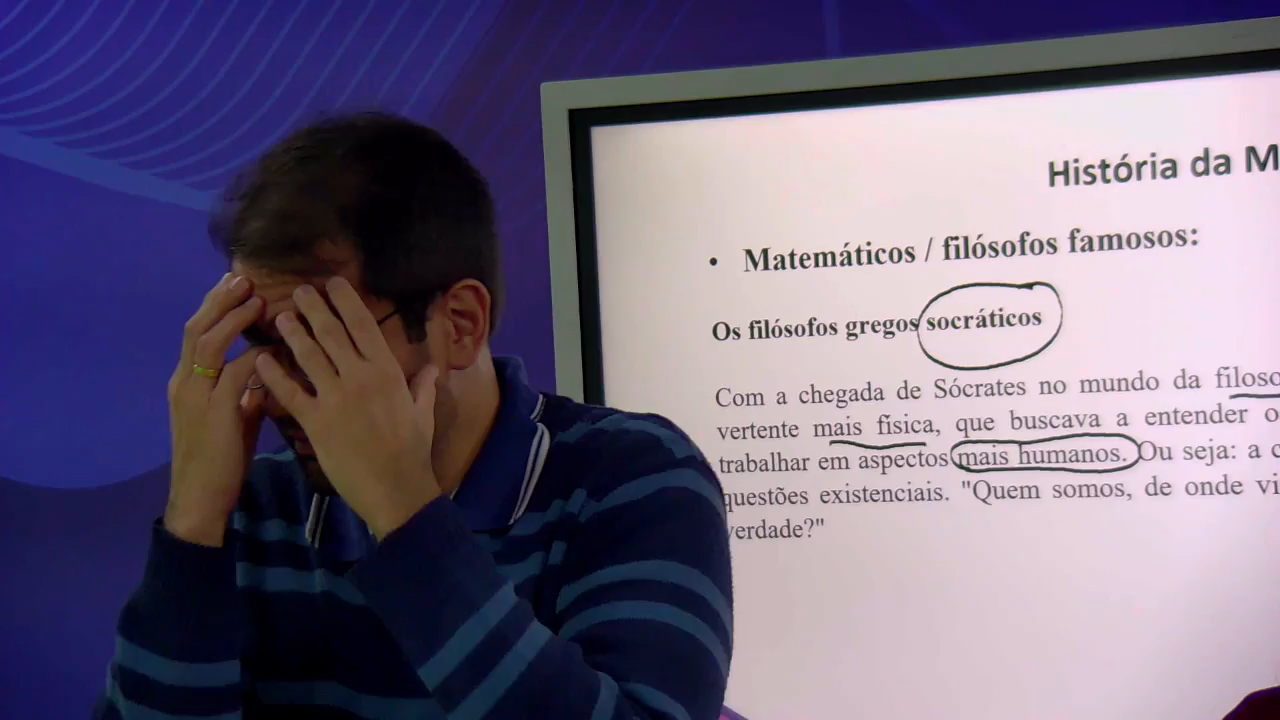 História da M
• Matemáticos / filósofos famosos:
Os filósofos gregos socráticos
Com a chegada de Sócrates no mundo da filoso
vertente mais física, que buscava a entender o
trabalhar em aspectos mais humanos. Ou seja: a c
questões existenciais. "Quem somos, de onde vi
verdade?"